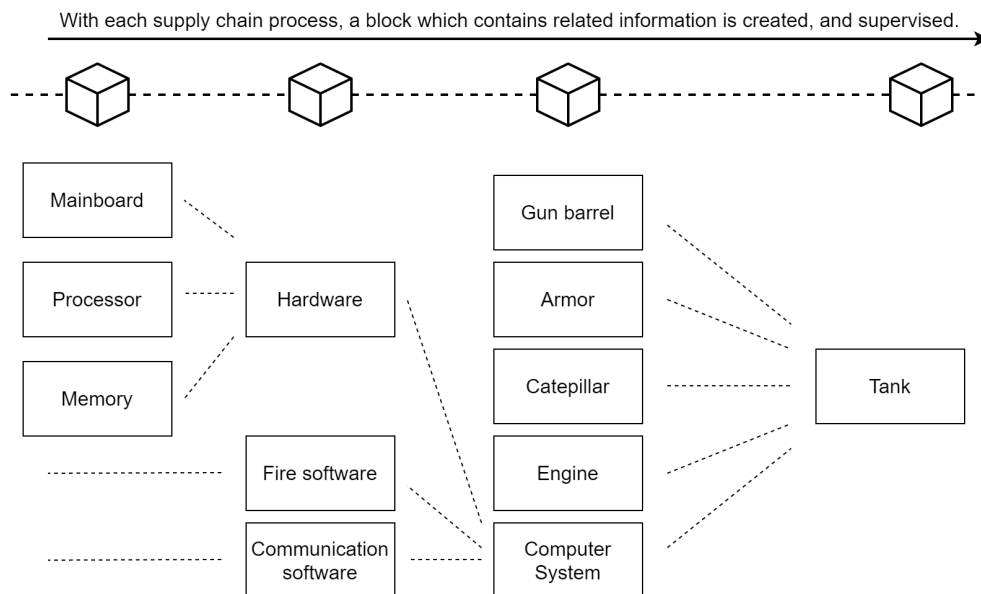 With each supply chain process, a block which contains related information is created, and supervised.
Mainboard
Processor
Memory
Hardware
Fire software
Communication
software
Gun barrel
Armor
Catepillar
Engine
Computer
System
Tank